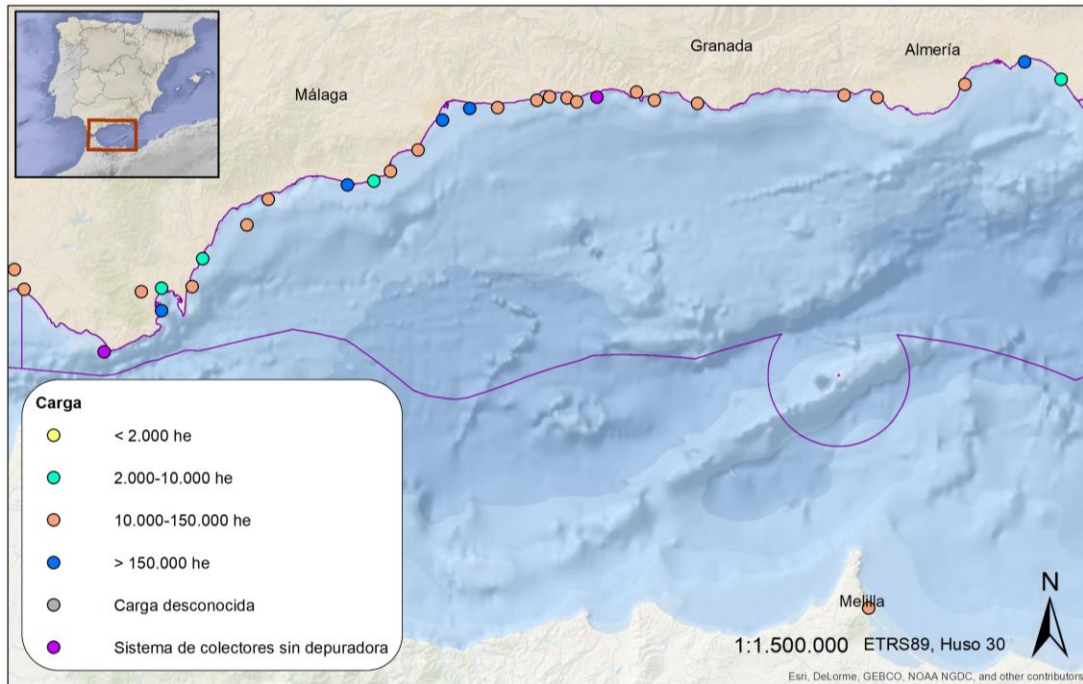 Granada
Almería
Málaga
Carga
< 2.000 he
2.000-10.000 he
10.000-150.000 he
> 150.000 he
Carga desconocida
Sistema de colectores sin depuradora
Melilla
N
1:1.500.000 ETRS89, Huso 30
Esri, DeLorme, GEBCO, NOAA NGDC, and other contributors